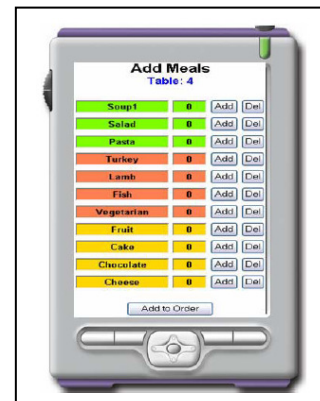 Add Meals
Table: 4
Soup1 0 Add Del
Salad 0 Add Del
Pasta 0 Add Del
Turkey 0 Add Del
Lamb 0 Add Del
Fish 0 Add Del
Vegetarian 0 Add Del
Fruit 0 Add Del
Cake 0 Add Del
Chocolate 0 Add Del
Cheese 0 Add Del
Add to Order